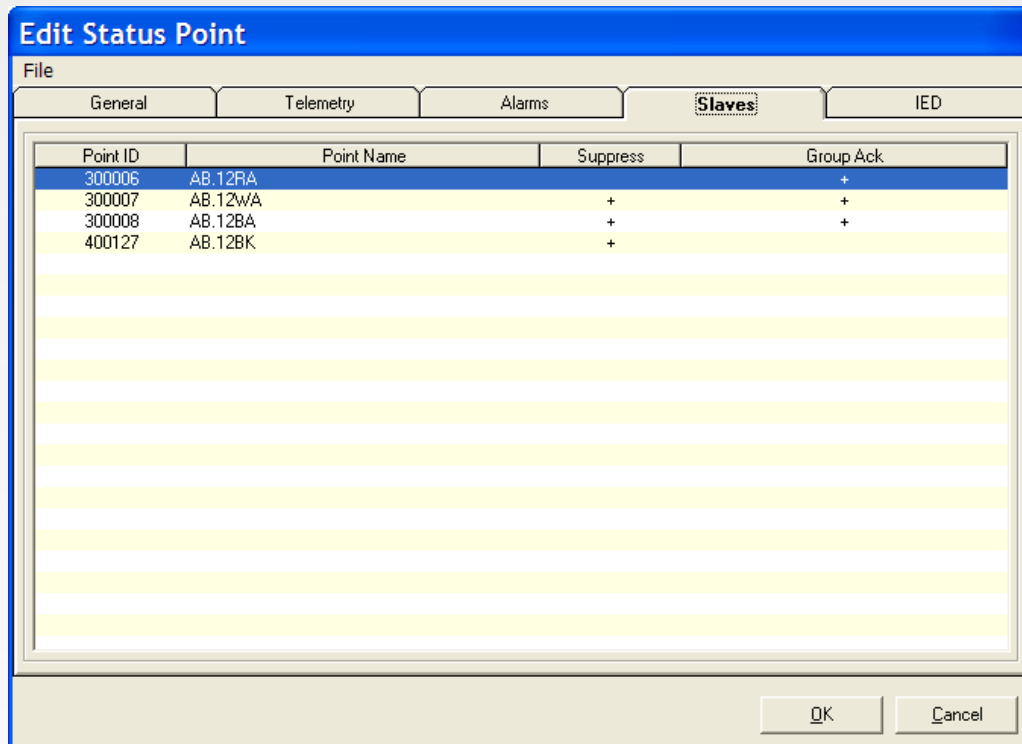 Edit Status Point
File
General Telemetry Alarms Slaves IED
Point ID Point Name Suppress Group Ack
300006 AB.12RA +
300007 AB.12WA + +
300008 AB.12BA + +
400127 AB.12BK +
OK Cancel